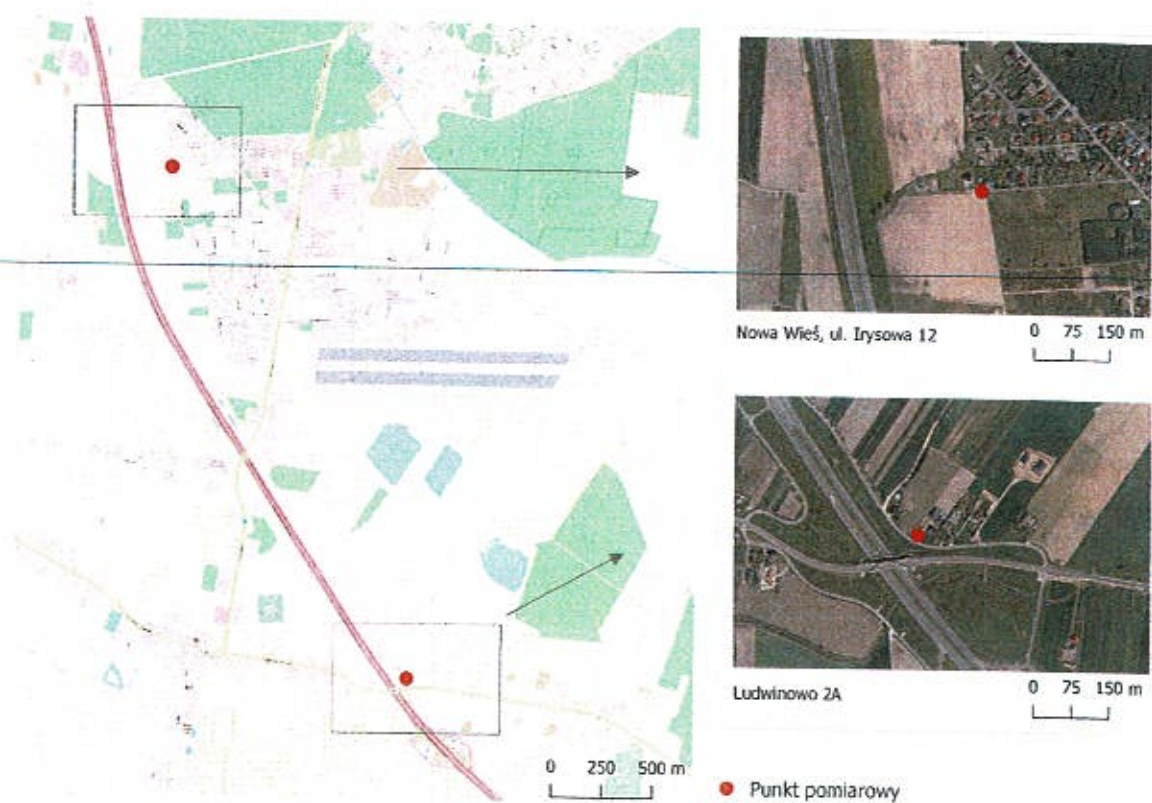 Nowa Wieś, ul. Irysowa 12
0 75 150 m
Ludwinowo 2A
0 75 150 m
0 250 500 m
Punkt pomiarowy